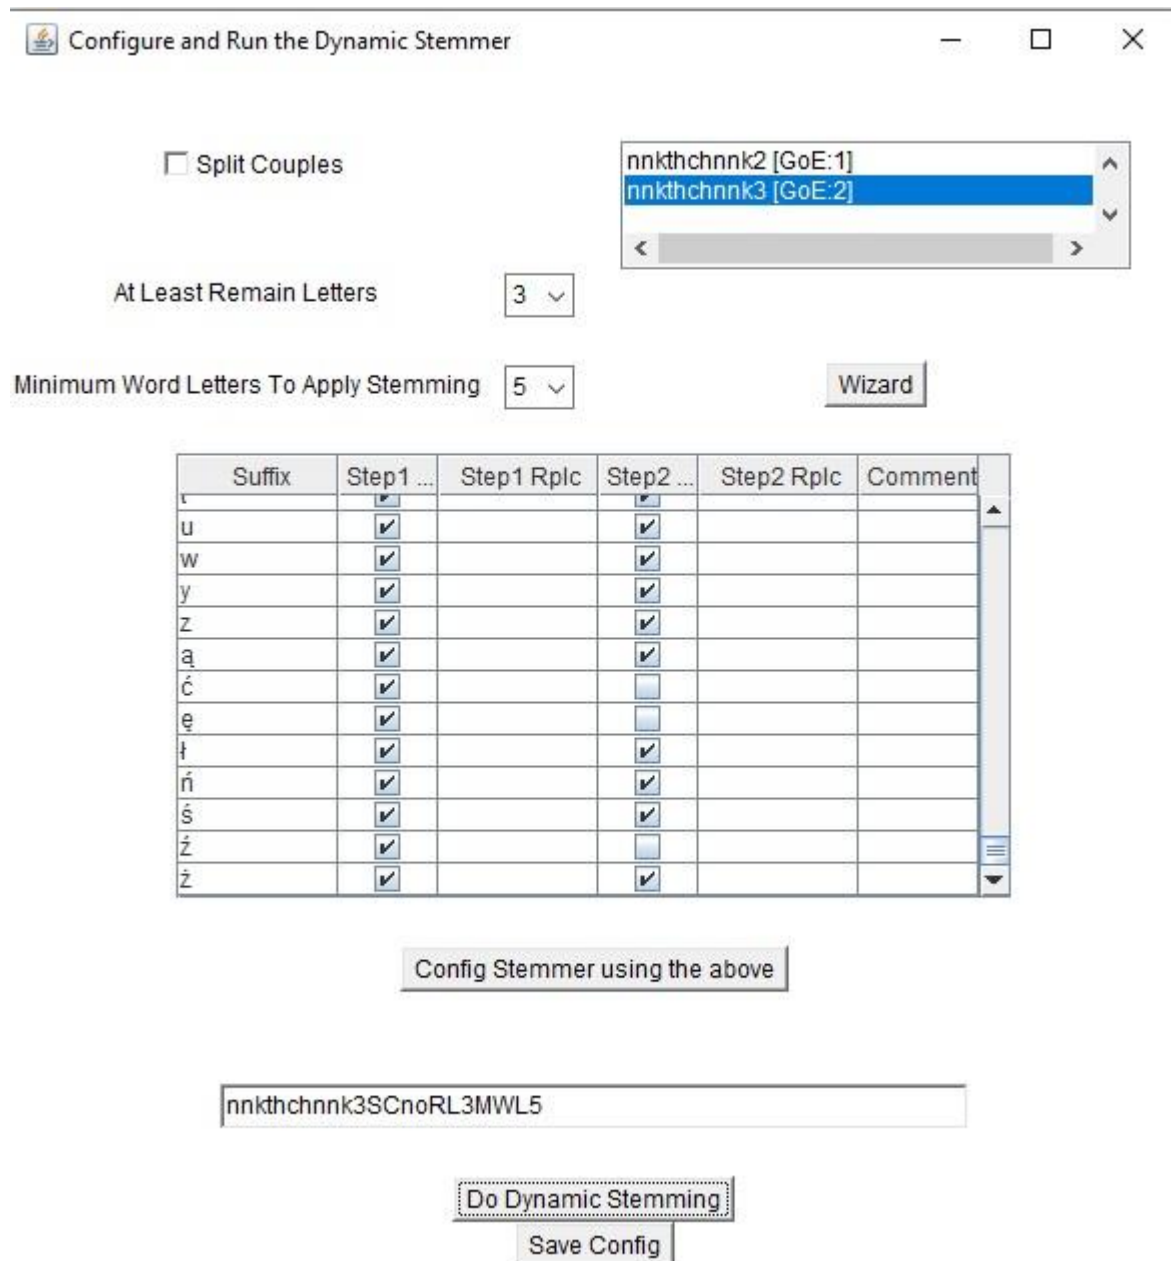 Configure and Run the Dynamic Stemmer
Split Couples
nnkthchnnk2 [GoE:1]
nnkthchnnk3 [GoE:2]
At Least Remain Letters 3
Minimum Word Letters To Apply Stemming 5 Wizard
Suffix Step1 ... Step1 Rplc Step2 ... Step2 Rplc Comment
u
w
y
z
ą
ć
ę
ł
ń
ś
ź
ż
Config Stemmer using the above
nnkthchnnk3SCnoRL3MWL5
Do Dynamic Stemming
Save Config